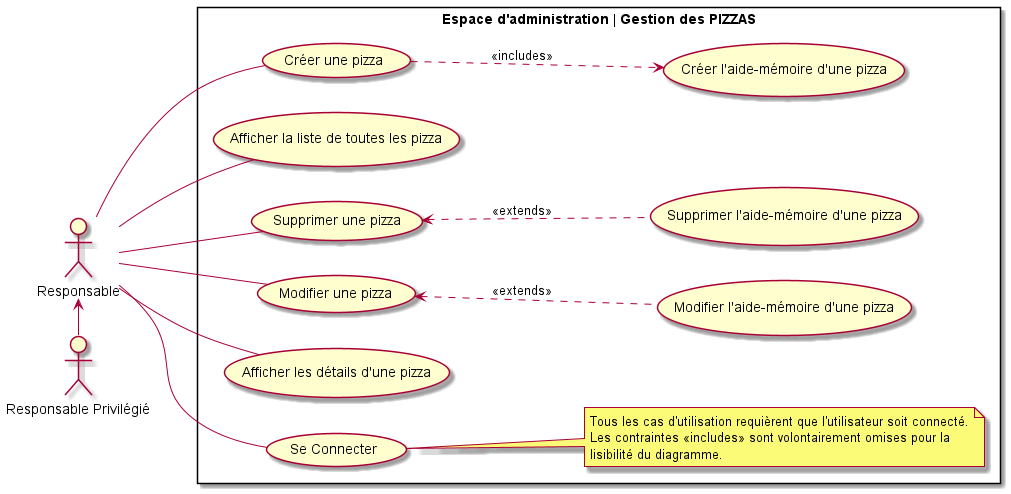 Espace d'administration | Gestion des PIZZAS
Créer une pizza
«includes»
Créer l'aide-mémoire d'une pizza
Afficher la liste de toutes les pizza
Supprimer une pizza
«extends»
Supprimer l'aide-mémoire d'une pizza
Responsable
Modifier une pizza
«extends»
Modifier l'aide-mémoire d'une pizza
Afficher les détails d'une pizza
Responsable Privilégié
Se Connecter
Tous les cas d'utilisation requièrent que l'utilisateur soit connecté.
Les contraintes «includes» sont volontairement omises pour la
lisibilité du diagramme.